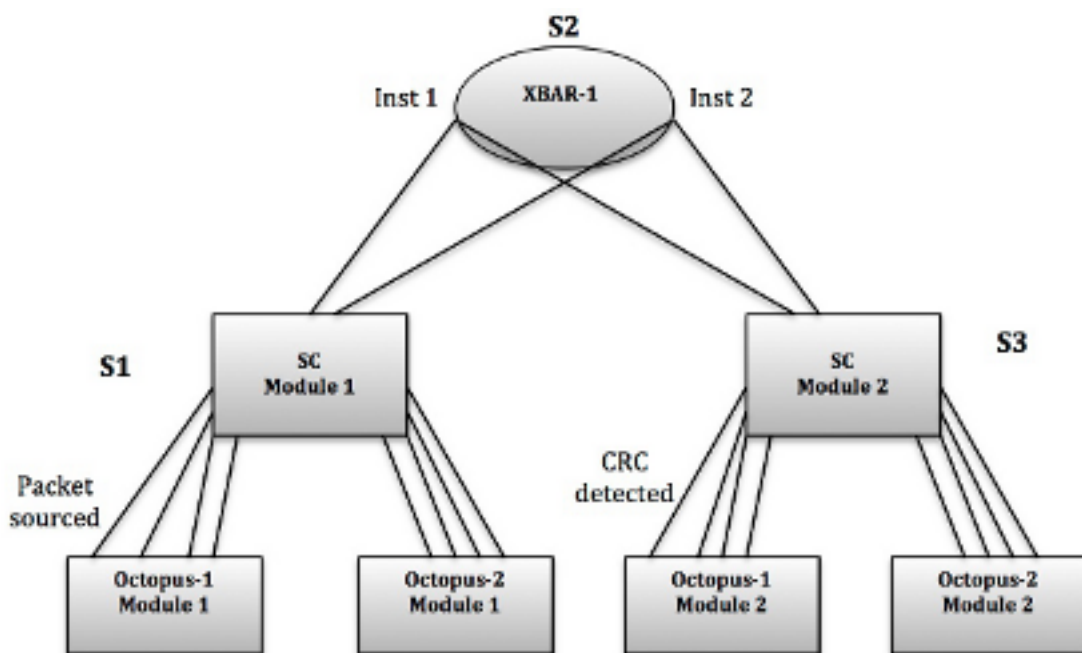 S2
Inst 1
XBAR-1
Inst 2
S1
SC
Module 1
SC
Module 2
S3
Packet
sourced
CRC
detected
Octopus-1
Module 1
Octopus-2
Module 1
Octopus-1
Module 2
Octopus-2
Module 2